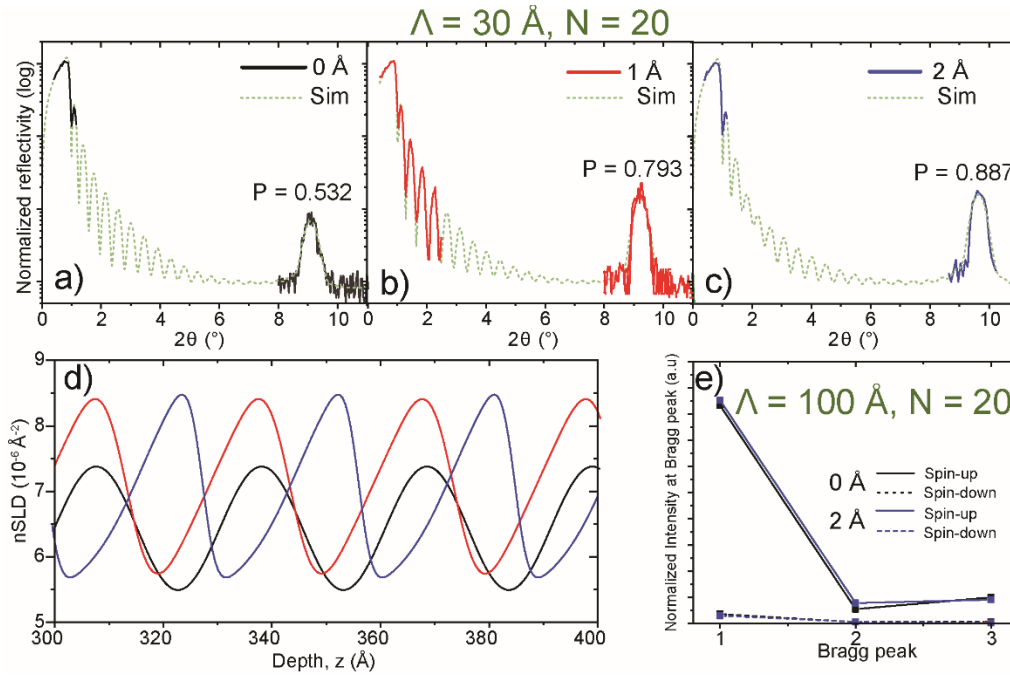 Λ = 30 Å, N = 20
a)
0 Å
Sim
P = 0.532
Normalized reflectivity (log)
0 2 4 6 8 10
2θ (°)
b)
1 Å
Sim
P = 0.793
0 2 4 6 8 10
2θ (°)
c)
2 Å
Sim
P = 0.887
0 2 4 6 8 10
2θ (°)
d)
nSLD (10⁻⁶ Å⁻²)
9
8
7
6
5
300 320 340 360 380 400
Depth, z (Å)
e)
Λ = 100 Å, N = 20
Normalized Intensity at Bragg peak (a.u)
0 Å
Spin-up
Spin-down
2 Å
Spin-up
Spin-down
1 2 3
Bragg peak